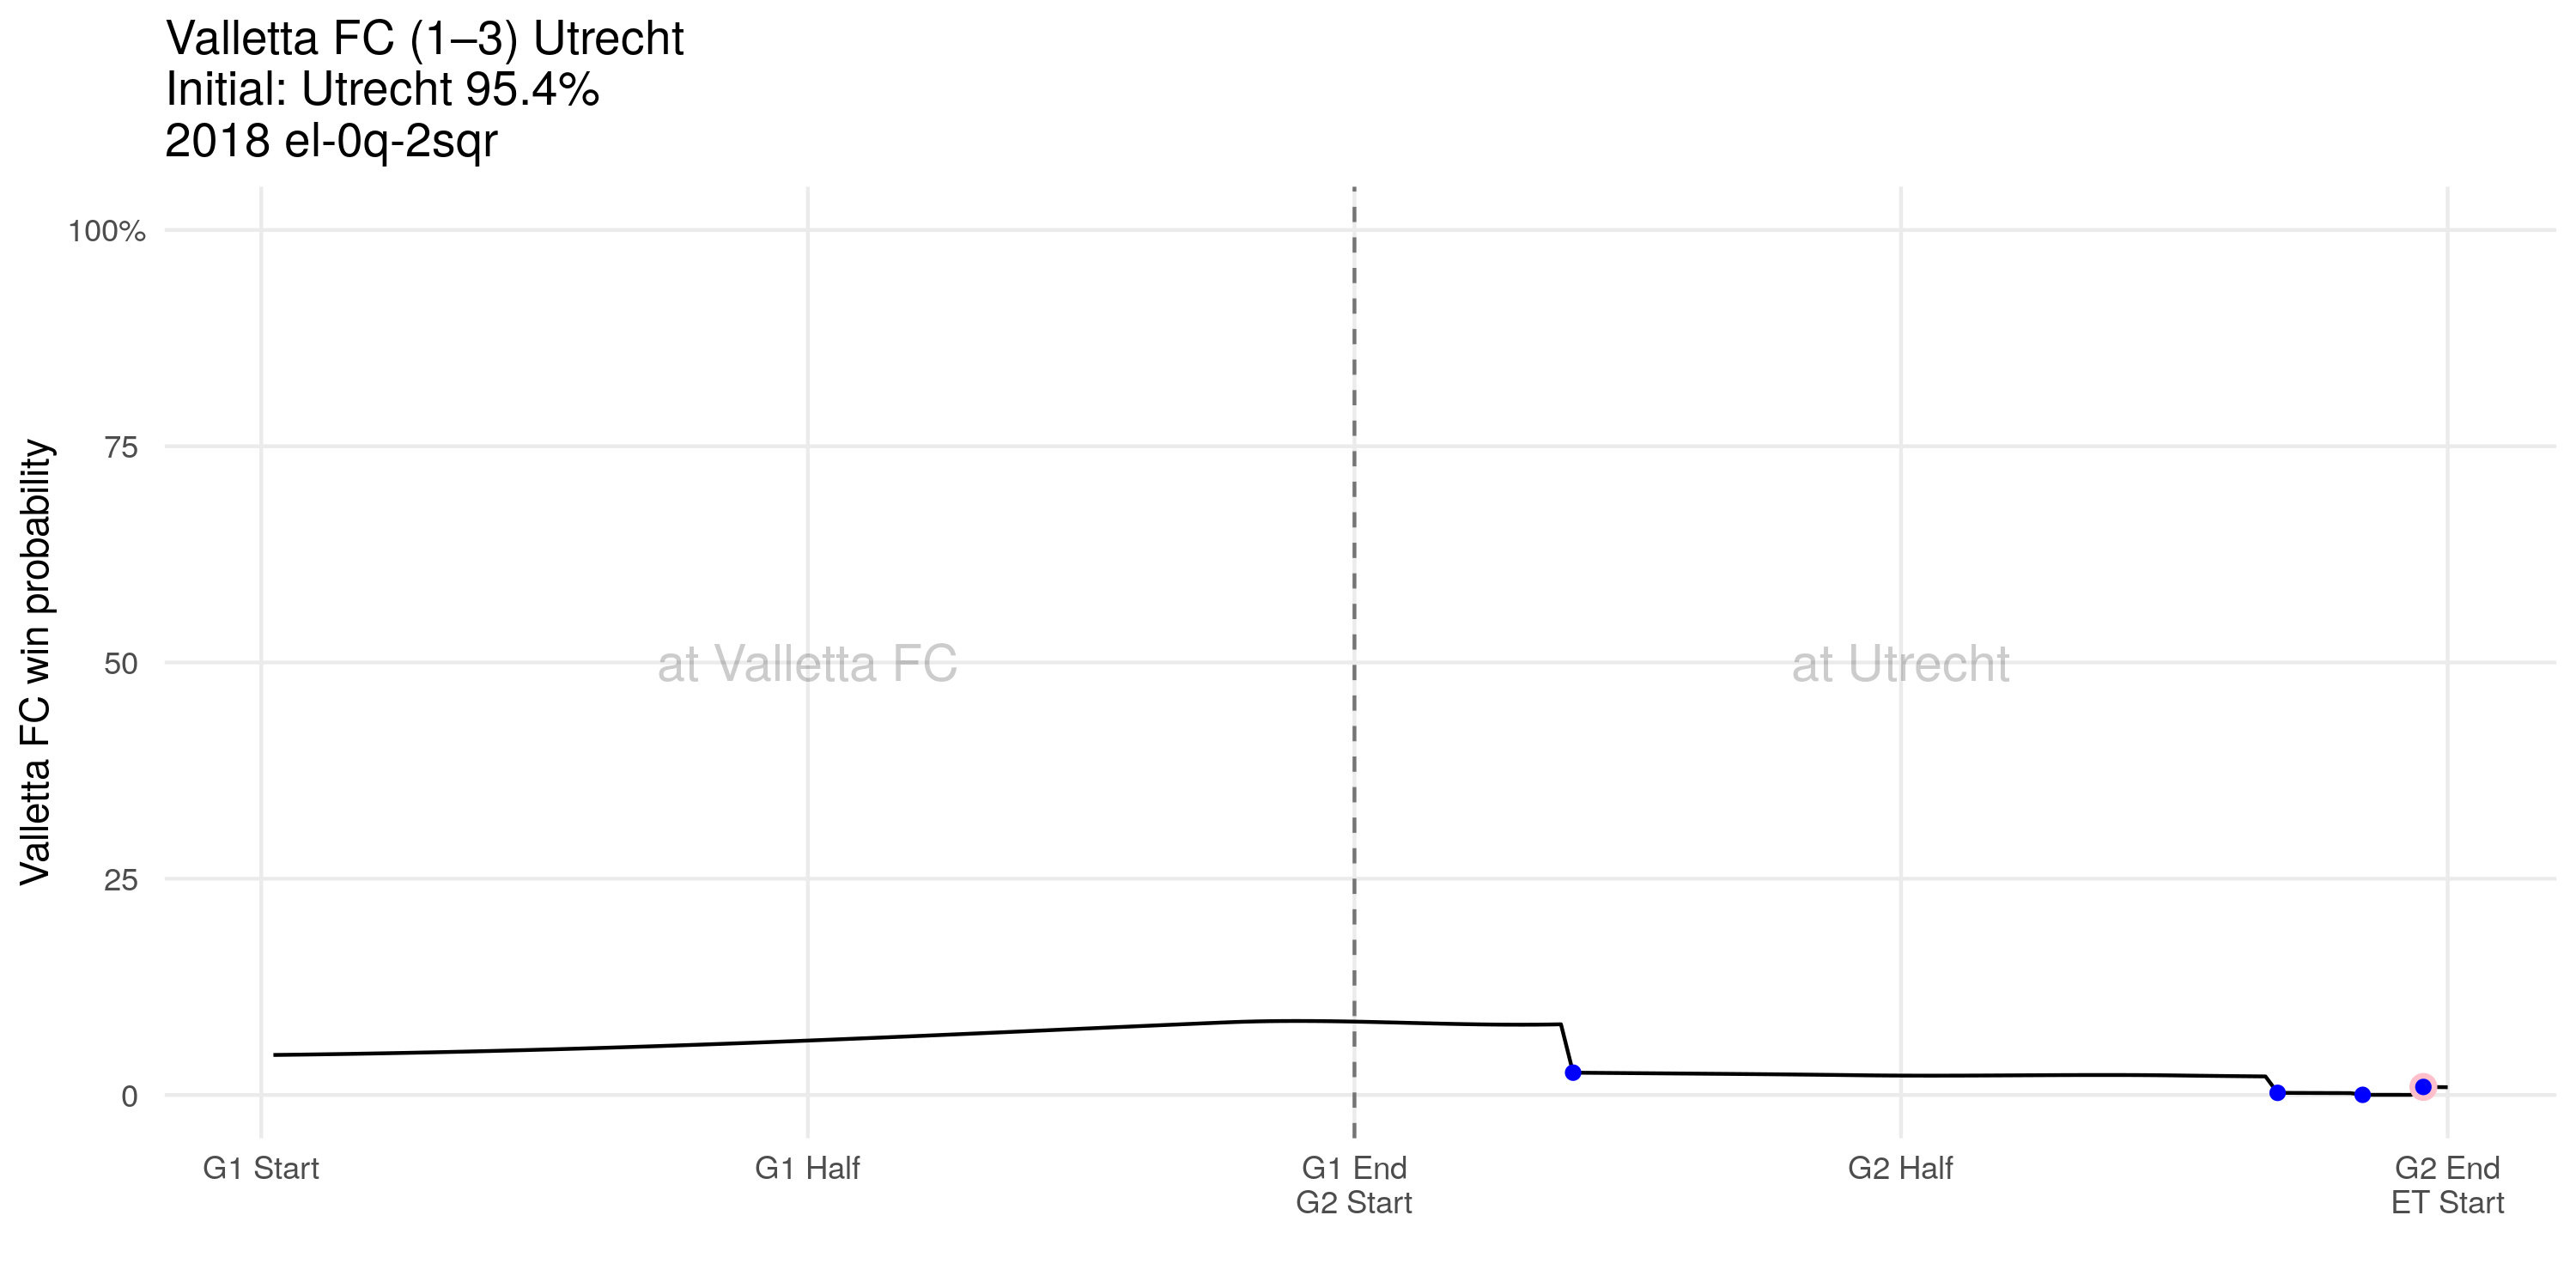 Valletta FC (1–3) Utrecht
Initial: Utrecht 95.4%
2018 el-0q-2sqr
Valletta FC win probability
100%
75
50
25
0
at Valletta FC
at Utrecht
G1 Start
G1 Half
G1 End
G2 Start
G2 Half
G2 End
ET Start